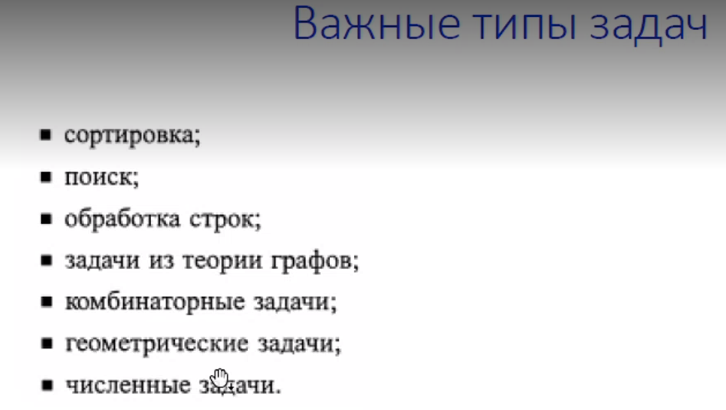 Важные типы задач
▪ сортировка;
▪ поиск;
▪ обработка строк;
▪ задачи из теории графов;
▪ комбинаторные задачи;
▪ геометрические задачи;
▪ численные задачи.